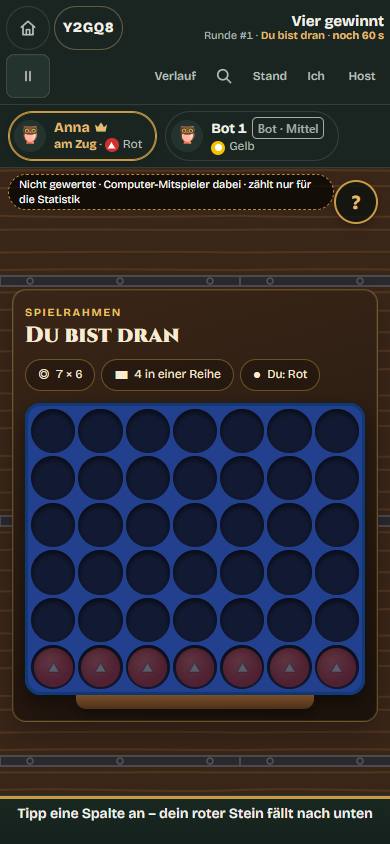 Y2GQ8
Vier gewinnt
Runde #1 · Du bist dran · noch 60 s
Verlauf
Stand
Ich
Host
Anna
am Zug · Rot
Bot 1
Bot · Mittel
Gelb
Nicht gewertet · Computer-Mitspieler dabei · zählt nur für
die Statistik
?
SPIELRAHMEN
DU BIST DRAN
7 × 6
4 in einer Reihe
Du: Rot
Tipp eine Spalte an – dein roter Stein fällt nach unten